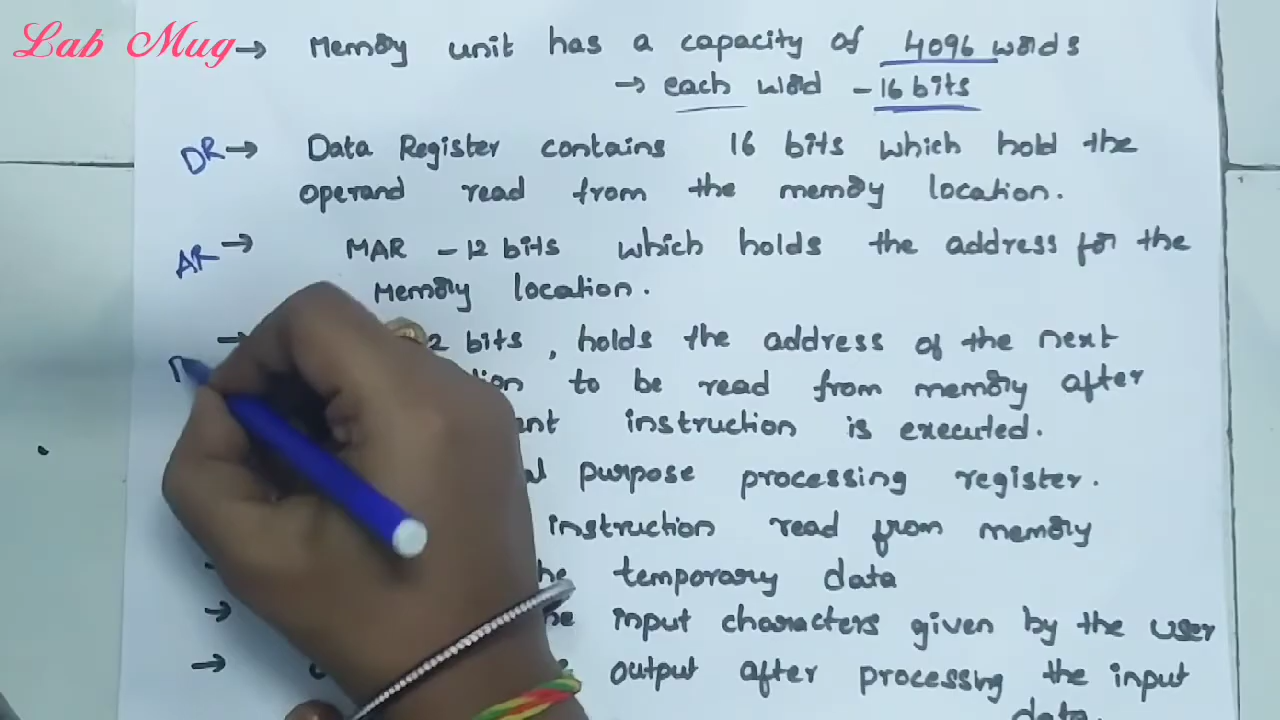 Lab Mug → Memory unit has a capacity of 4096 words
→ each word - 16 bits
DR → Data Register contains 16 bits which hold the
operand read from the memory location.
AR → MAR - 12 bits which holds the address for the
Memory location.
→ 2 bits, holds the address of the next
to be read from memory after
instruction is executed.
purpose processing register.
instruction read from memory
temporary data
→ input characters given by the user
→ output after processing the input
data.